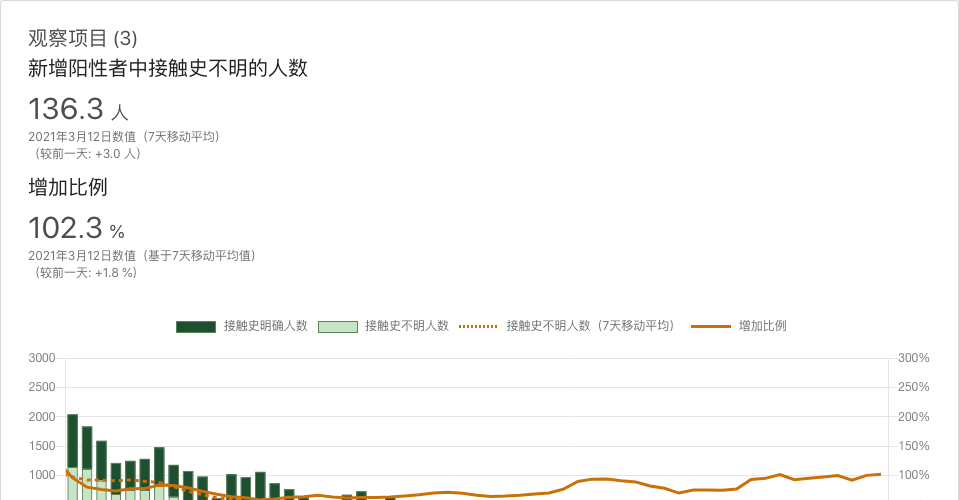 观察项目 (3)
新增阳性者中接触史不明的人数
136.3 人
2021年3月12日数值（7天移动平均）
（较前一天: +3.0 人）
增加比例
102.3 %
2021年3月12日数值（基于7天移动平均值）
（较前一天: +1.8 %）
接触史明确人数 接触史不明人数 接触史不明人数（7天移动平均） 增加比例
3000 300%
2500 250%
2000 200%
1500 150%
1000 100%